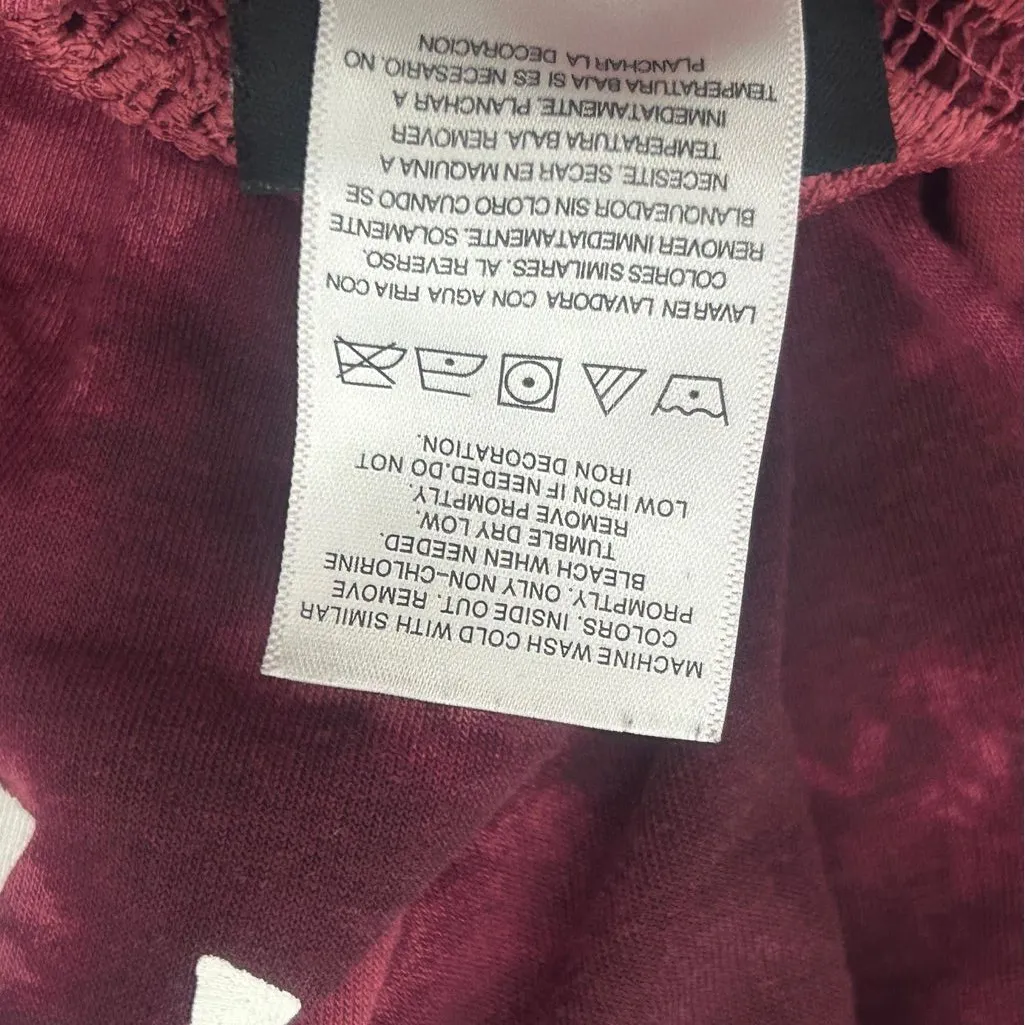 MACHINE WASH COLD WITH SIMILAR
COLORS. INSIDE OUT. REMOVE
PROMPTLY. ONLY NON-CHLORINE
BLEACH WHEN NEEDED.
TUMBLE DRY LOW.
REMOVE PROMPTLY.
LOW IRON IF NEEDED.DO NOT
IRON DECORATION.
LAVAR EN LAVADORA CON AGUA FRIA CON
COLORES SIMILARES. AL REVERSO.
REMOVER INMEDIATAMENTE. SOLAMENTE
BLANQUEADOR SIN CLORO CUANDO SE
NECESITE. SECAR EN MAQUINA A
TEMPERATURA BAJA. REMOVER
INMEDIATAMENTE. PLANCHAR A
TEMPERATURA BAJA SI ES NECESARIO. NO
PLANCHAR LA DECORACION